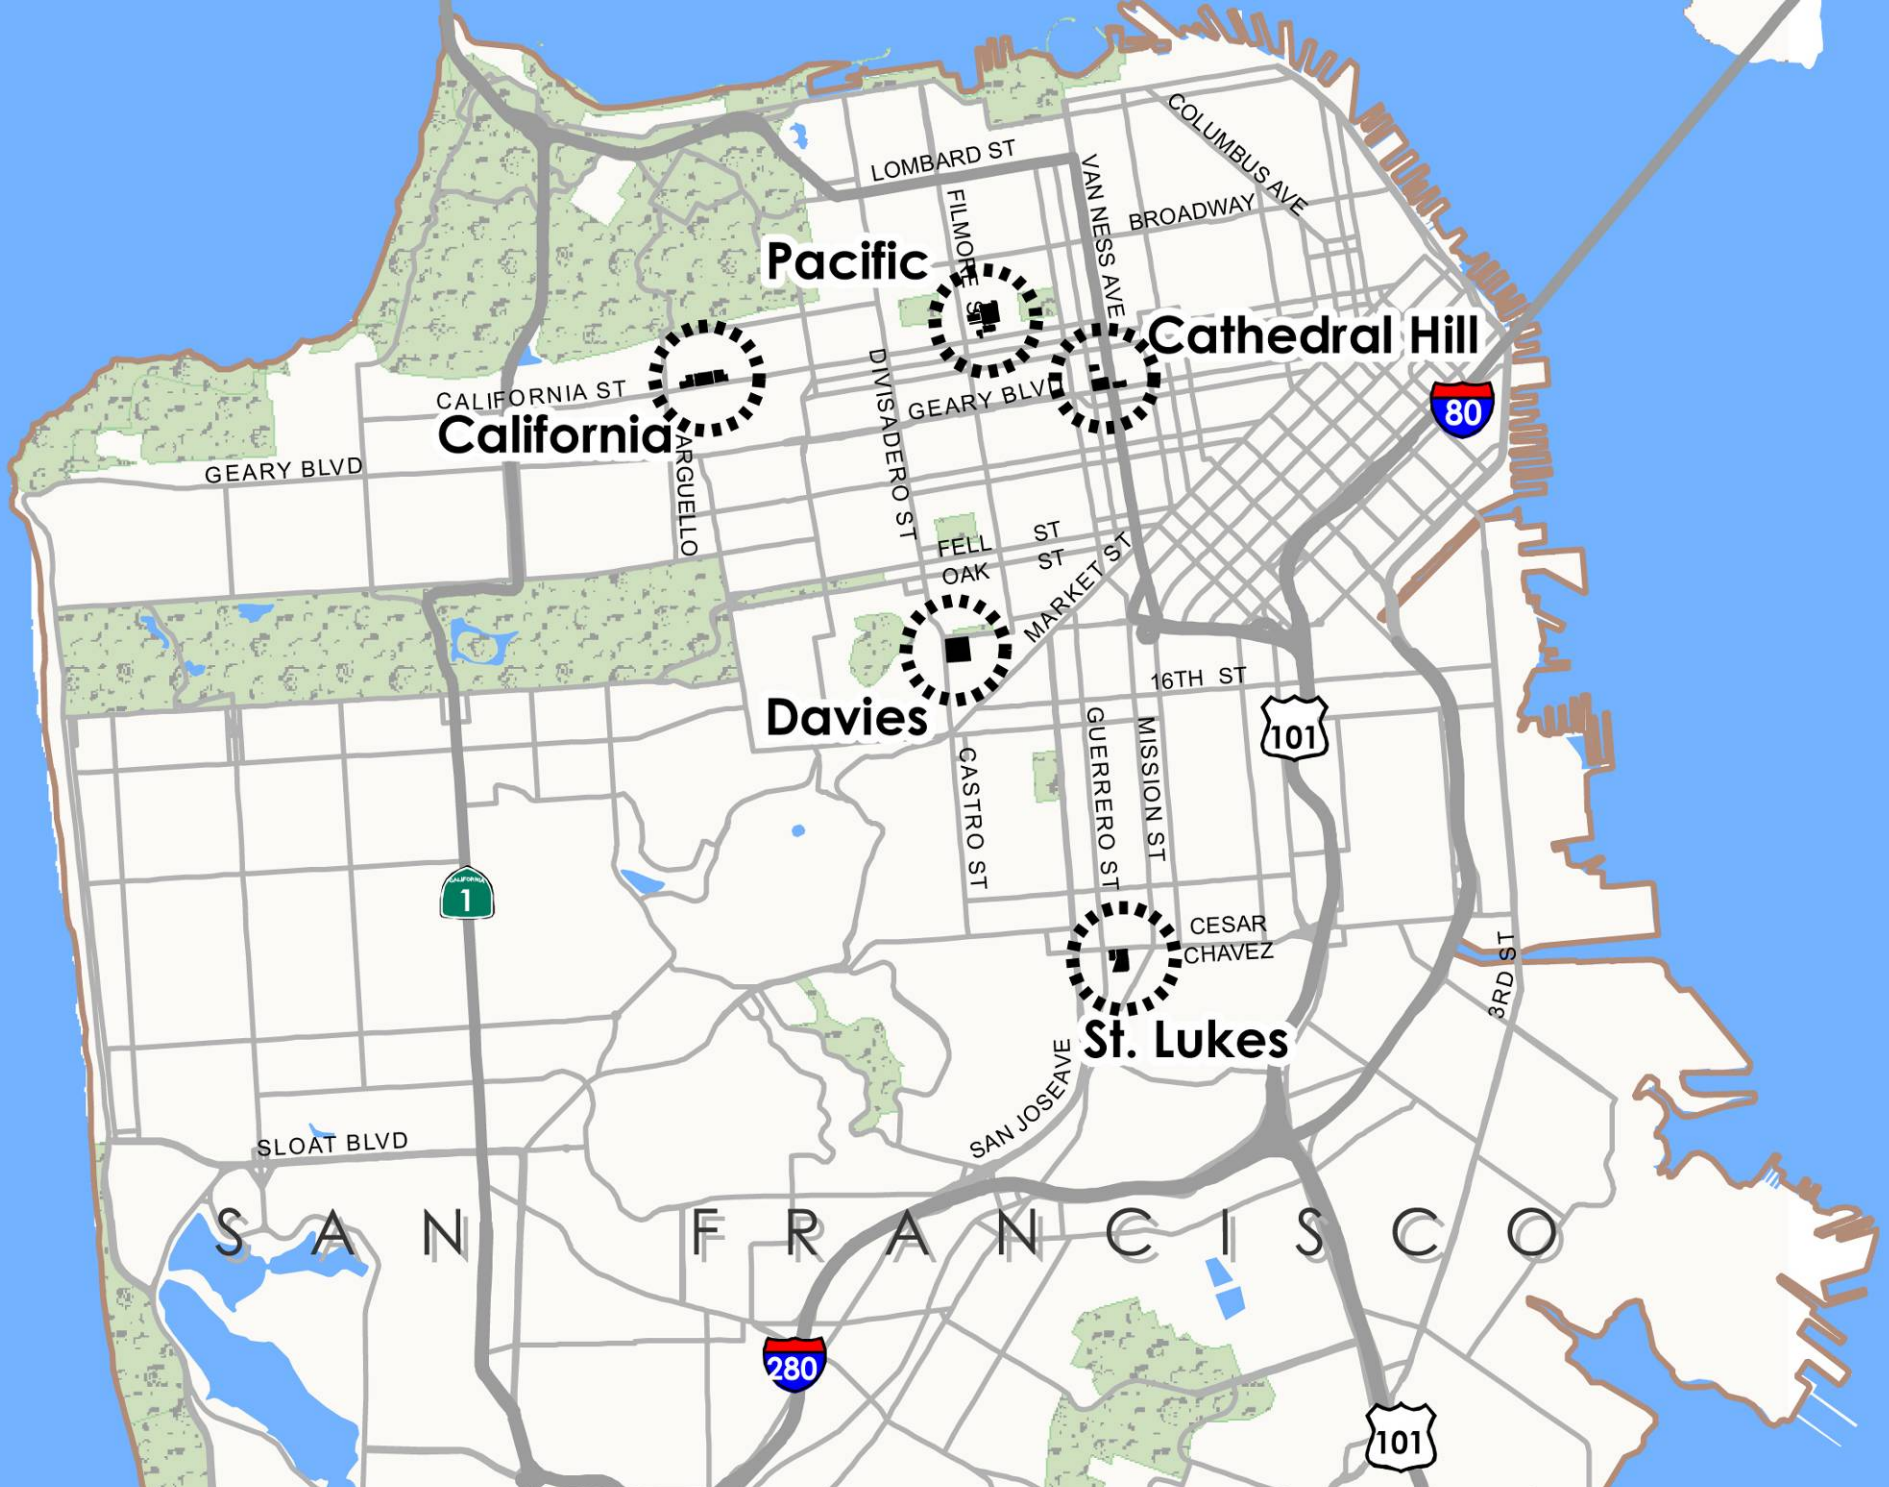 COLUMBUS AVE
LOMBARD ST
VAN NESS AVE
FILMORE ST
BROADWAY
Pacific
Cathedral Hill
CALIFORNIA ST
DIVISADERO ST
GEARY BLVD
80
California
ARGUELLO
GEARY BLVD
FELL ST
OAK ST
MARKET ST
16TH ST
Davies
101
GUERRERO ST
MISSION ST
CASTRO ST
CALIFORNIA
1
CESAR
CHAVEZ
3RD ST
St. Lukes
SAN JOSE AVE
SLOAT BLVD
SAN FRANCISCO
280
101